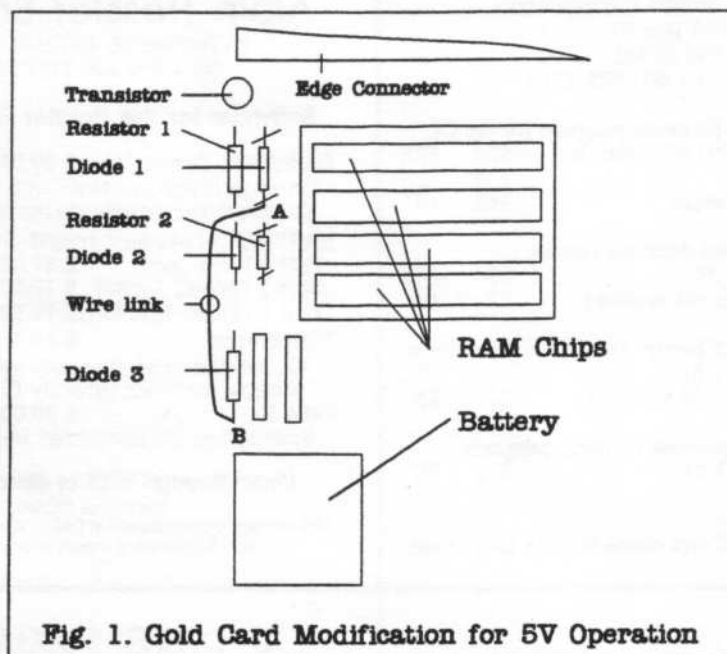 Edge Connector
Transistor
Resistor 1
Diode 1
A
Resistor 2
Diode 2
Wire link
RAM Chips
Diode 3
B
Battery
Fig. 1. Gold Card Modification for 5V Operation